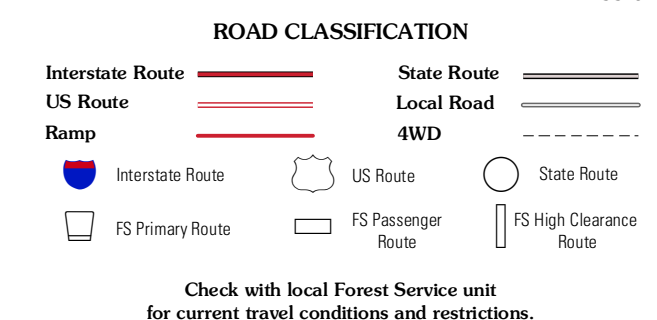 ROAD CLASSIFICATION
Interstate Route
State Route
US Route
Local Road
Ramp
4WD
Interstate Route
US Route
State Route
FS Primary Route
FS Passenger
Route
FS High Clearance
Route
Check with local Forest Service unit
for current travel conditions and restrictions.